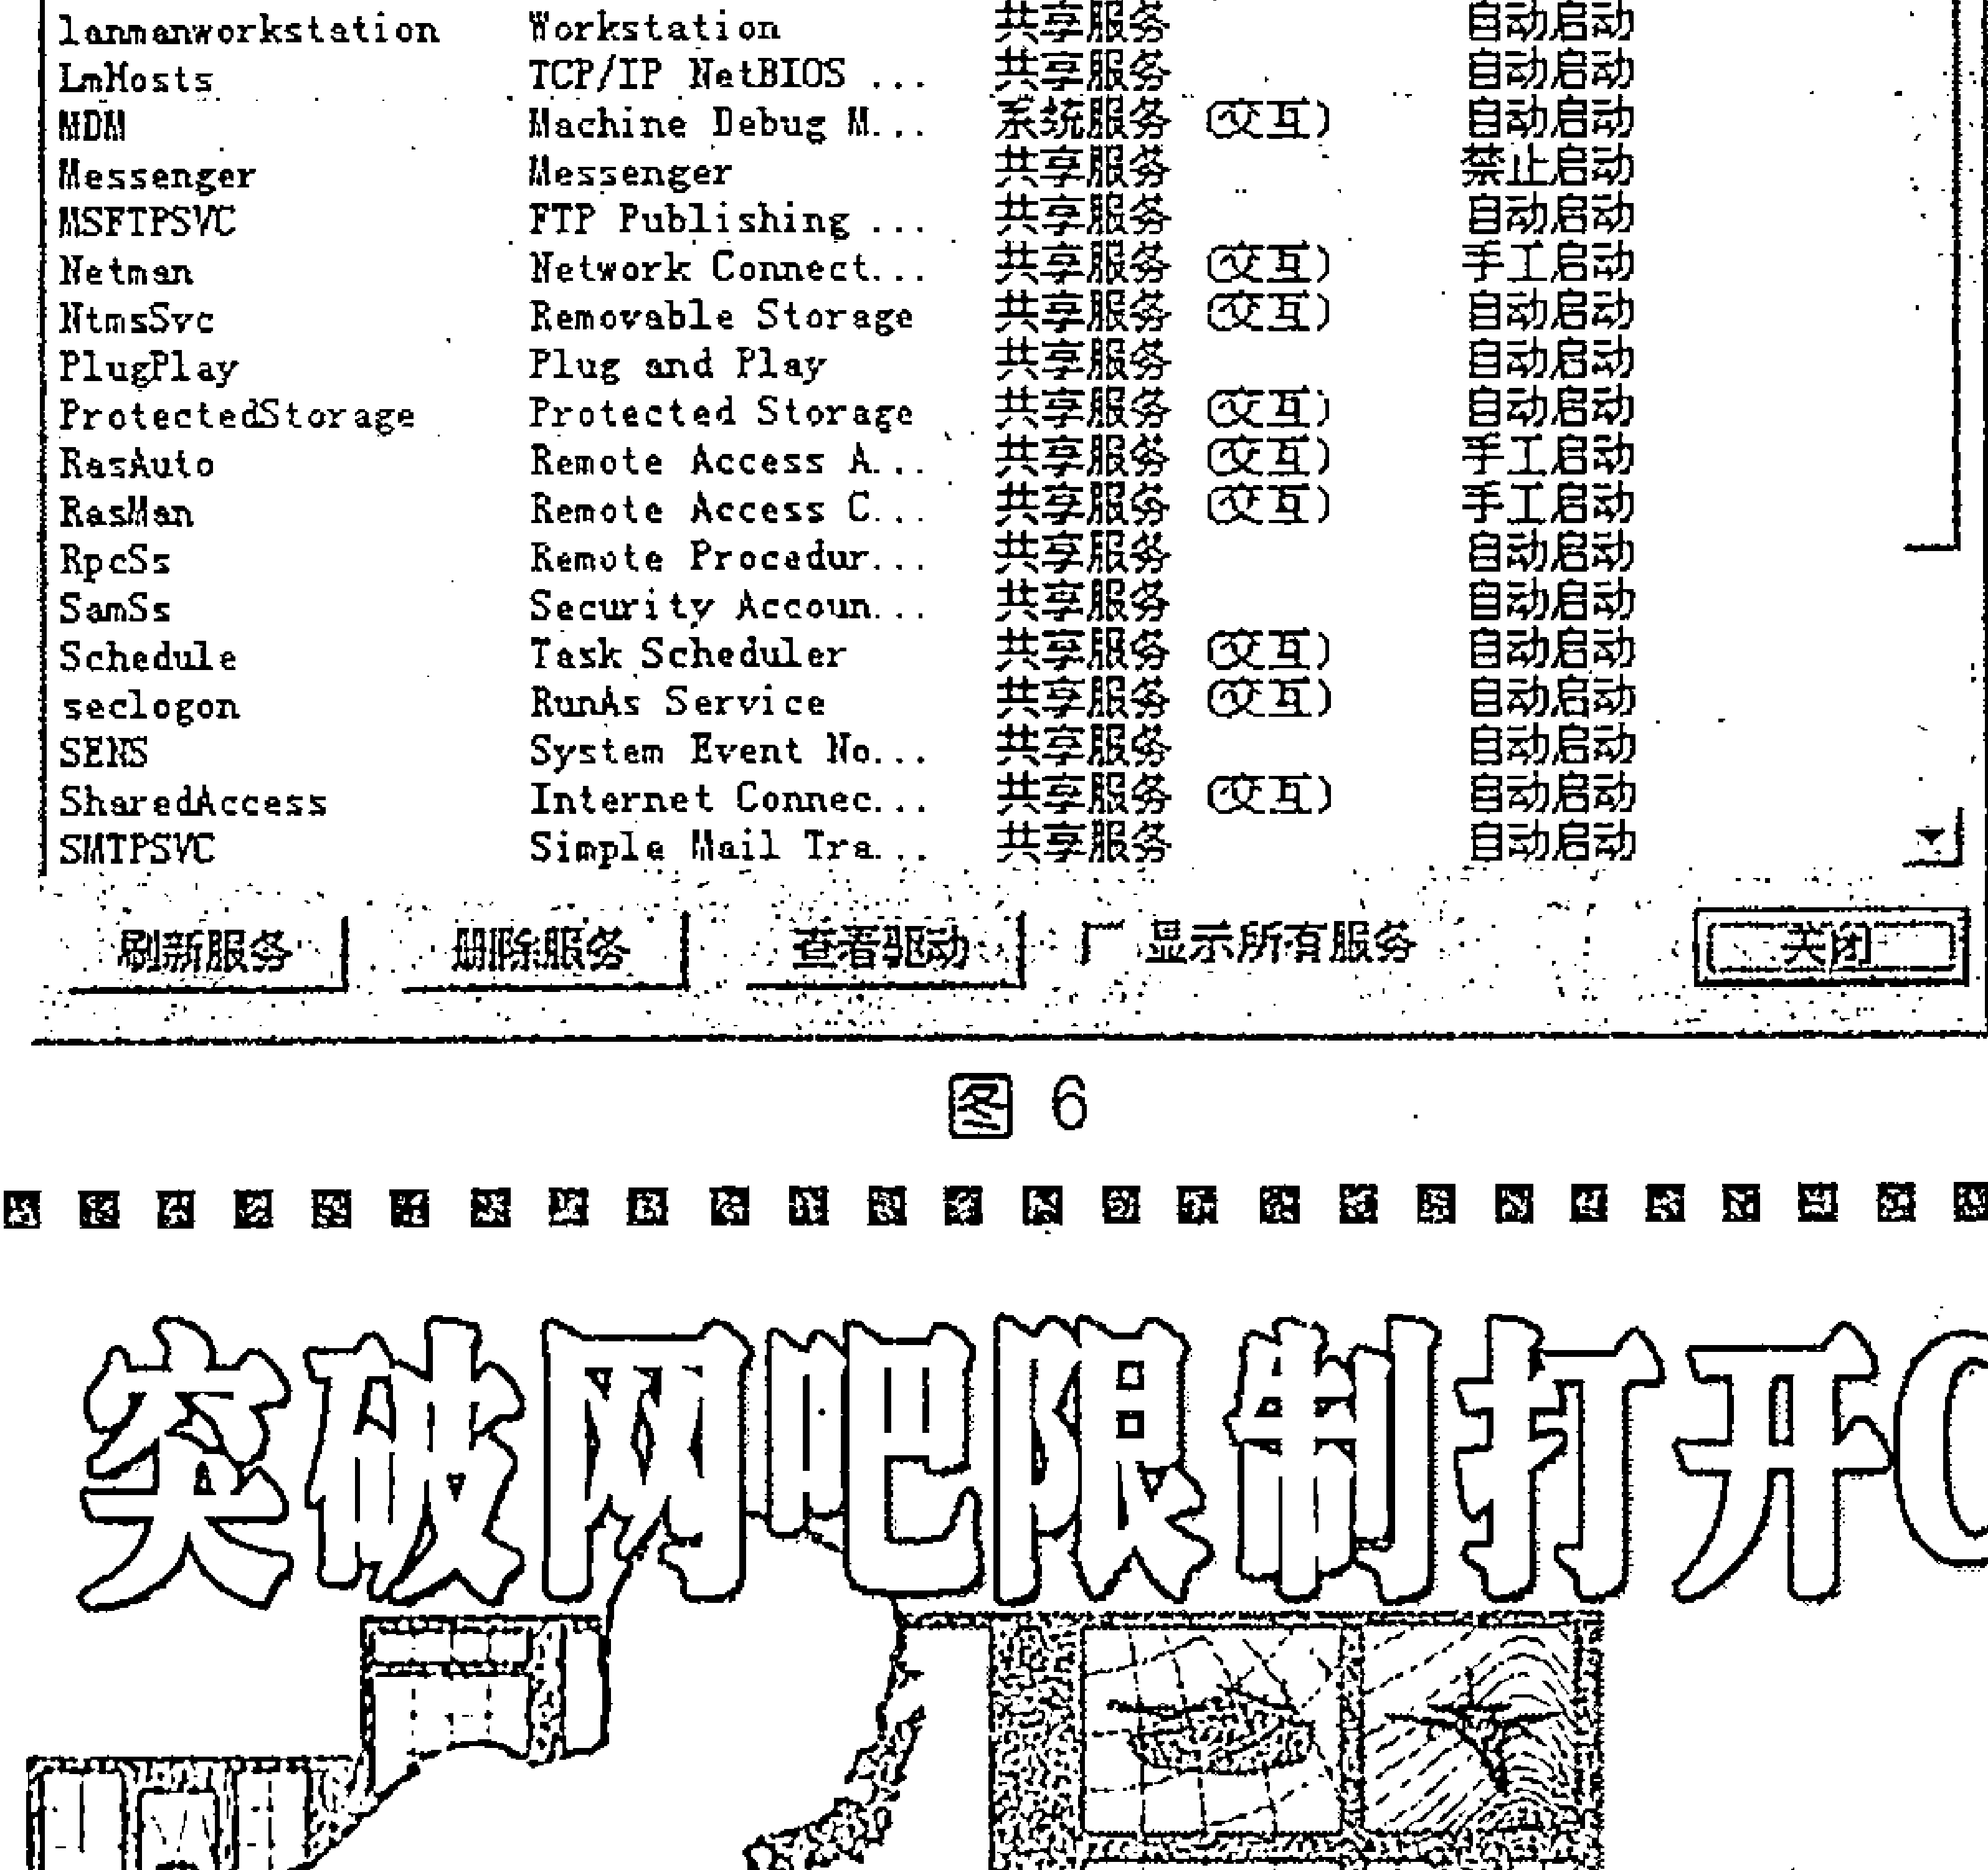 lanmanworkstation Workstation 共享服务 自动启动
LmHosts TCP/IP NetBIOS ... 共享服务 自动启动
MDM Machine Debug M... 系统服务 (交互) 自动启动
Messenger Messenger 共享服务 禁止启动
MSFTPSVC FTP Publishing ... 共享服务 自动启动
Netman Network Connect... 共享服务 (交互) 手工启动
NtmsSvc Removable Storage 共享服务 (交互) 自动启动
PlugPlay Plug and Play 共享服务 自动启动
ProtectedStorage Protected Storage 共享服务 (交互) 自动启动
RasAuto Remote Access A... 共享服务 (交互) 手工启动
RasMan Remote Access C... 共享服务 (交互) 手工启动
RpcSs Remote Procedur... 共享服务 自动启动
SamSs Security Accoun... 共享服务 自动启动
Schedule Task Scheduler 共享服务 (交互) 自动启动
seclogon RunAs Service 共享服务 (交互) 自动启动
SENS System Event No... 共享服务 自动启动
SharedAccess Internet Connec... 共享服务 (交互) 自动启动
SMTPSVC Simple Mail Tra... 共享服务 自动启动
刷新服务 删除服务 查看驱动 显示所有服务 关闭
图 6
突破网吧限制打开